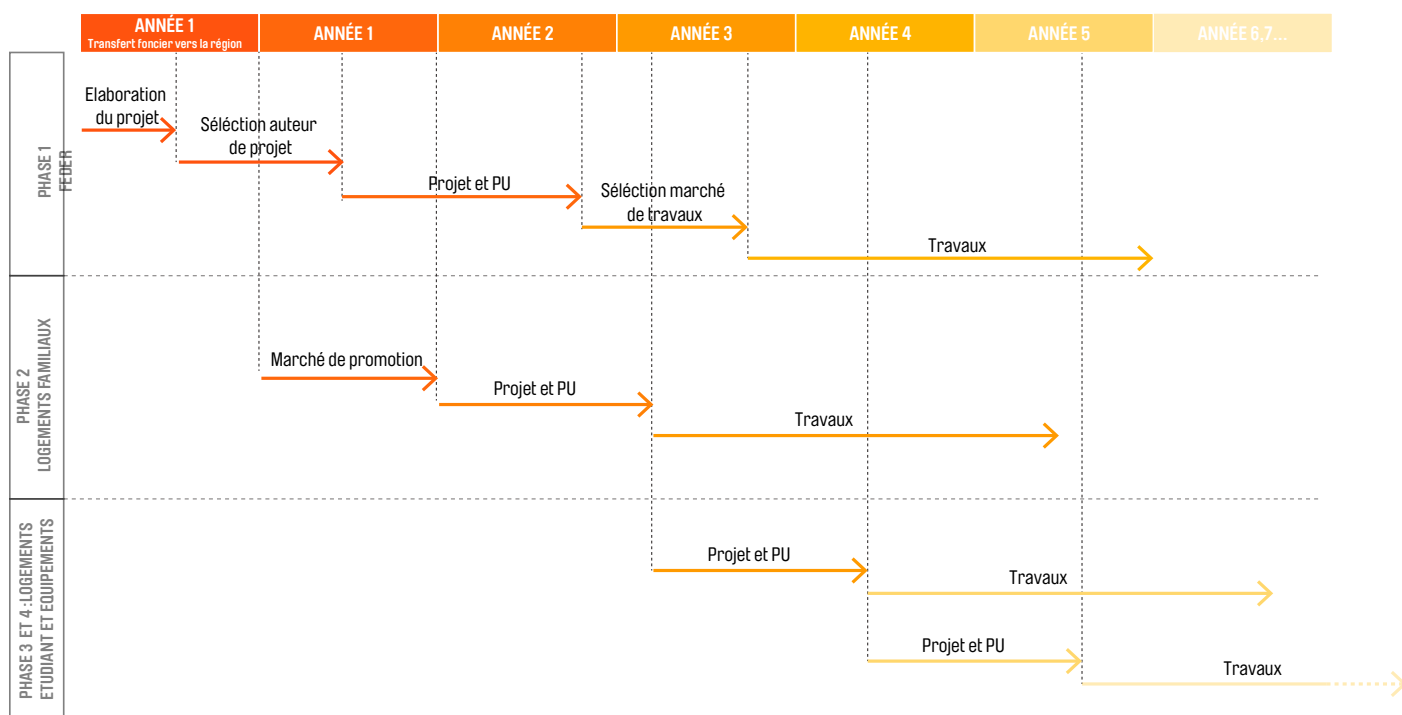 ANNÉE 1
Transfert foncier vers la région
ANNÉE 1
ANNÉE 2
ANNÉE 3
ANNÉE 4
ANNÉE 5
ANNÉE 6,7...
PHASE 1
FEDER
Elaboration
du projet
Séléction auteur
de projet
Projet et PU
Séléction marché
de travaux
Travaux
PHASE 2
LOGEMENTS FAMILIAUX
Marché de promotion
Projet et PU
Travaux
PHASE 3 ET 4 : LOGEMENTS
ETUDIANT ET EQUIPEMENTS
Projet et PU
Travaux
Projet et PU
Travaux